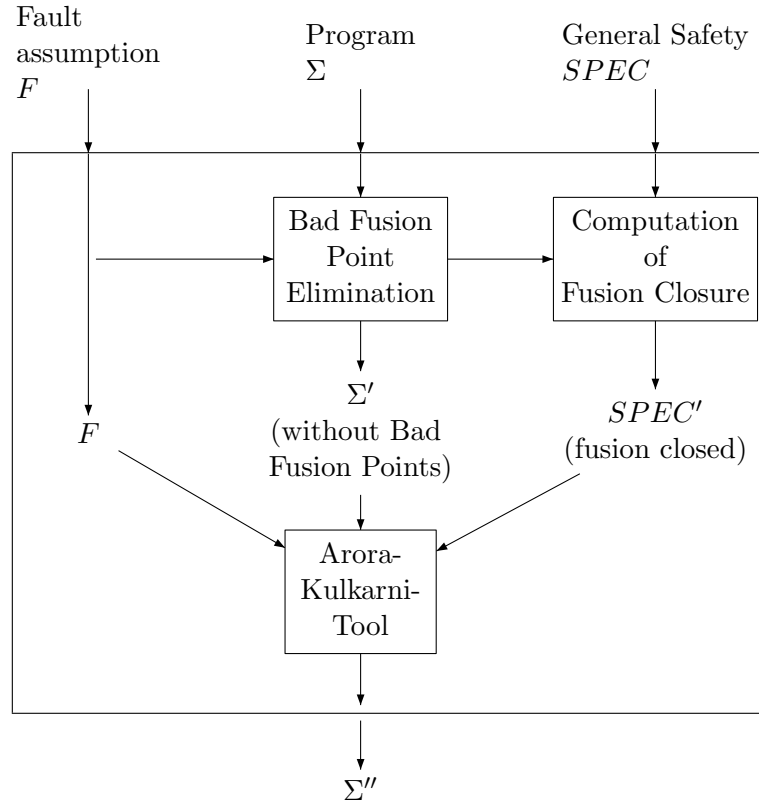 Fault
assumption
F
Program
Σ
General Safety
SPEC
Bad Fusion
Point
Elimination
Computation
of
Fusion Closure
F
Σ′
(without Bad
Fusion Points)
SPEC′
(fusion closed)
Arora-
Kulkarni-
Tool
Σ′′